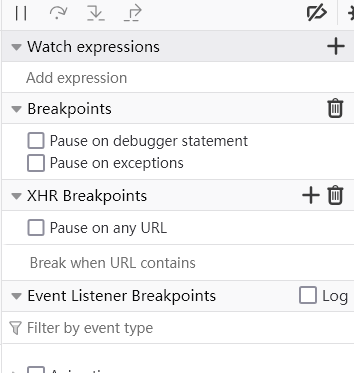 Watch expressions
Add expression
Breakpoints
Pause on debugger statement
Pause on exceptions
XHR Breakpoints
Pause on any URL
Break when URL contains
Event Listener Breakpoints Log
Filter by event type